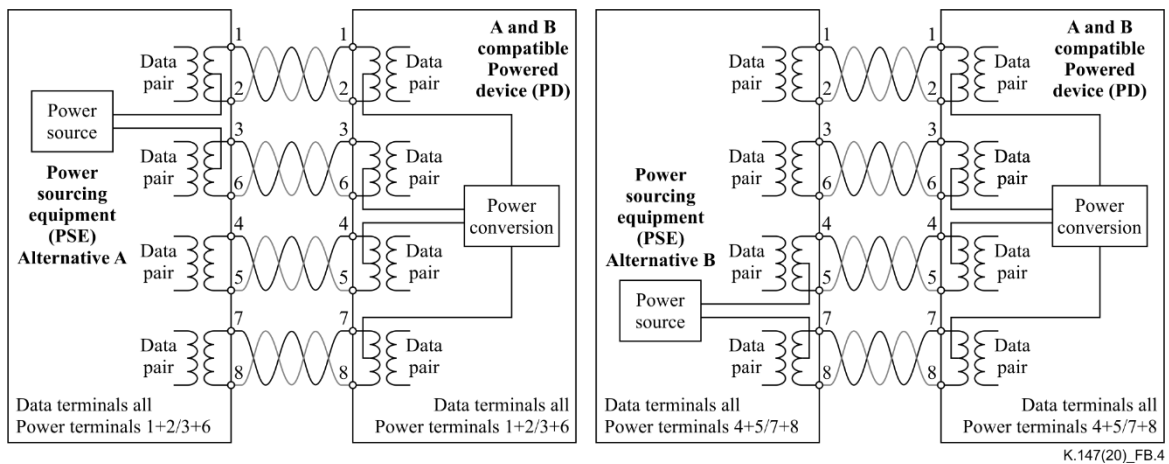 1
1
Data
pair
2
2
A and B
compatible
Powered
device (PD)
Power
source
3
3
Data
pair
6
6
Power
sourcing
equipment
(PSE)
Alternative A
Power
conversion
4
4
Data
pair
5
5
Data
pair
7
7
Data
pair
8
8
Data
pair
Data
pair
Data
pair
Data terminals all
Power terminals 1+2/3+6
Data terminals all
Power terminals 1+2/3+6
1
1
Data
pair
2
2
Data
pair
A and B
compatible
Powered
device (PD)
3
3
Data
pair
6
6
Data
pair
Power
sourcing
equipment
(PSE)
Alternative B
Power
conversion
4
4
Data
pair
5
5
Data
pair
Power
source
7
7
Data
pair
8
8
Data
pair
Data terminals all
Power terminals 4+5/7+8
Data terminals all
Power terminals 4+5/7+8
K.147(20)_FB.4